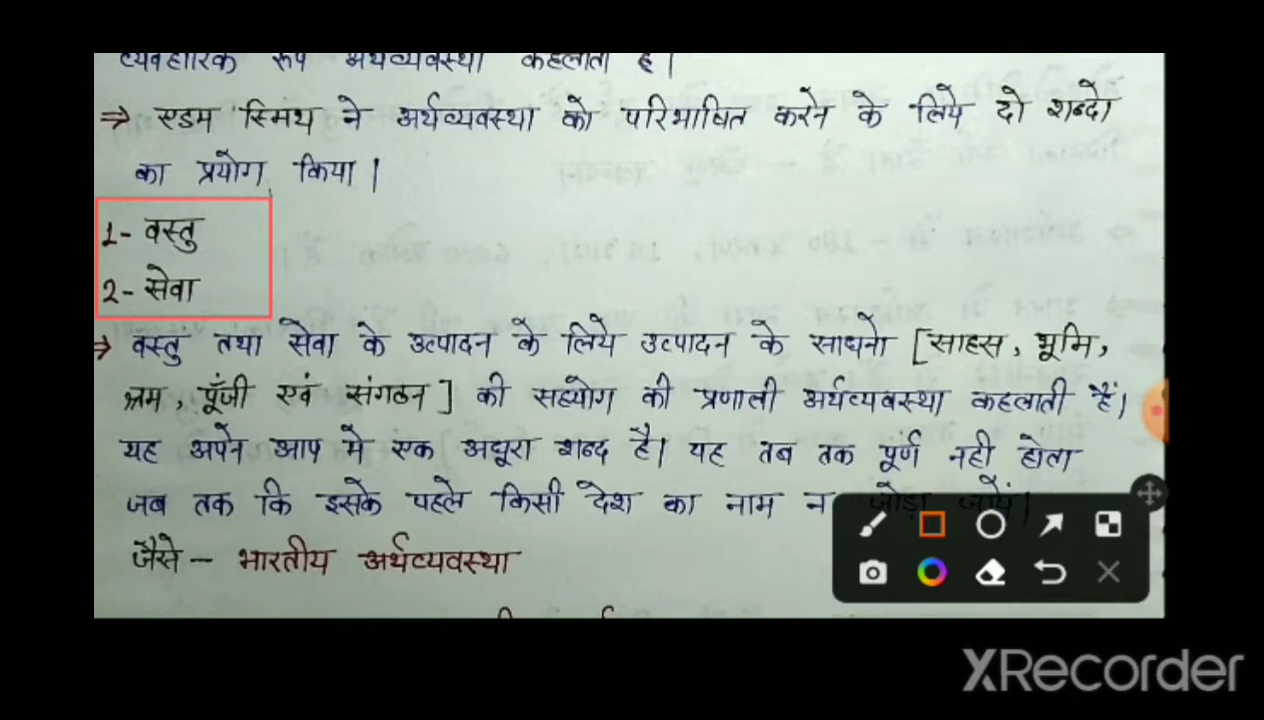 व्यवहारिक रूप अर्थव्यवस्था कहलाता है।
⇒ एडम स्मिथ ने अर्थव्यवस्था को परिभाषित करने के लिये दो शब्दो
का प्रयोग किया।
1- वस्तु
2- सेवा
⇒ वस्तु तथा सेवा के उत्पादन के लिये उत्पादन के साधनो [साहस, भूमि,
श्रम, पूँजी एवं संगठन] की सहयोग की प्रणाली अर्थव्यवस्था कहलाती हैं।
यह अपने आप मे एक अधूरा शब्द है। यह तब तक पूर्ण नही होता
जब तक कि इसके पहले किसी देश का नाम न जोड़ा जायें।
जैसे – भारतीय अर्थव्यवस्था
XRecorder